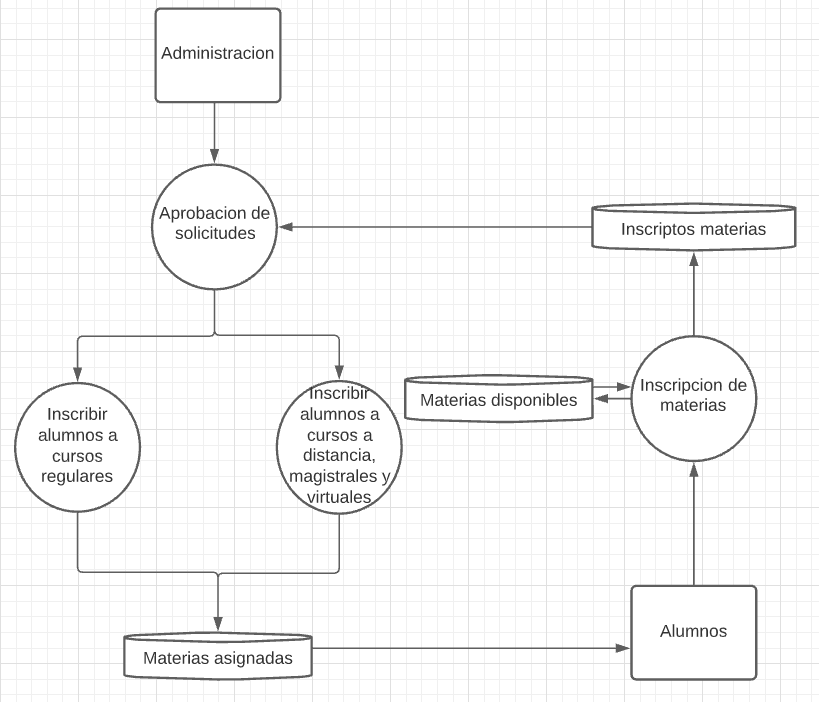 Administracion
Aprobacion de
solicitudes
Inscriptos materias
Inscribir
alumnos a
cursos
regulares
Inscribir
alumnos a
cursos a
distancia,
magistrales y
virtuales
Materias disponibles
Inscripcion de
materias
Materias asignadas
Alumnos